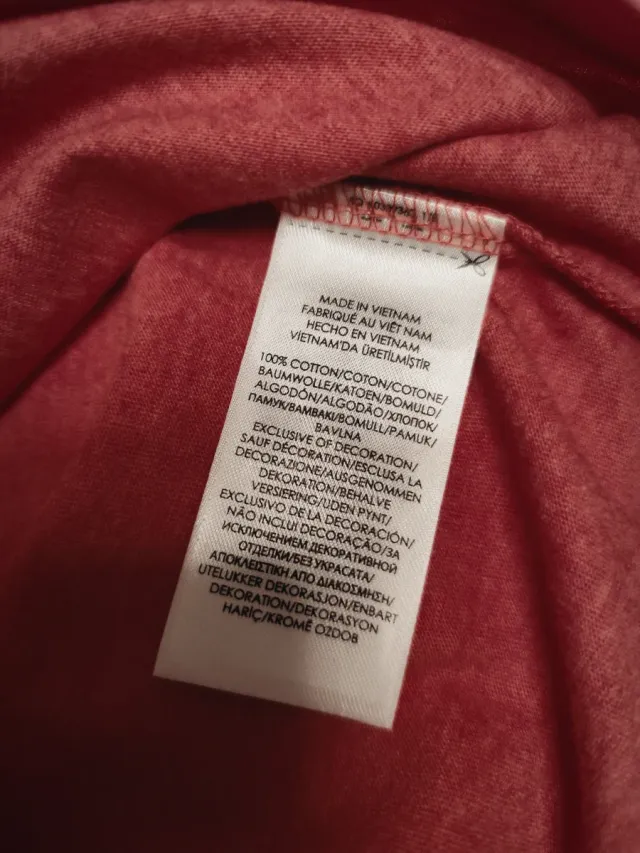 MADE IN VIETNAM
FABRIQUÉ AU VIÊT NAM
HECHO EN VIETNAM
VIETNAM'DA ÜRETİLMİŞTİR
100% COTTON/COTON/COTONE/
BAUMWOLLE/KATOEN/BOMULD/
ALGODÓN/ALGODÃO/ХЛОПОК/
ПАМУК/ΒΑΜΒΑΚΙ/BOMULL/PAMUK/
BAVLNA
EXCLUSIVE OF DECORATION/
SAUF DÉCORATION/ESCLUSA LA
DECORAZIONE/AUSGENOMMEN
DEKORATION/BEHALVE
VERSIERING/UDEN PYNT/
EXCLUSIVO DE LA DECORACIÓN/
NÃO INCLUI DECORAÇÃO/ЗА
ИСКЛЮЧЕНИЕМ ДЕКОРАТИВНОЙ
ОТДЕЛКИ/БЕЗ УКРАСАТА/
ΑΠΟΚΛΕΙΣΤΙΚΗ ΑΠΟ ΔΙΑΚΟΣΜΗΣΗ/
UTELUKKER DEKORASJON/ENBART
DEKORATION/DEKORASYON
HARİÇ/KROMĚ OZDOB